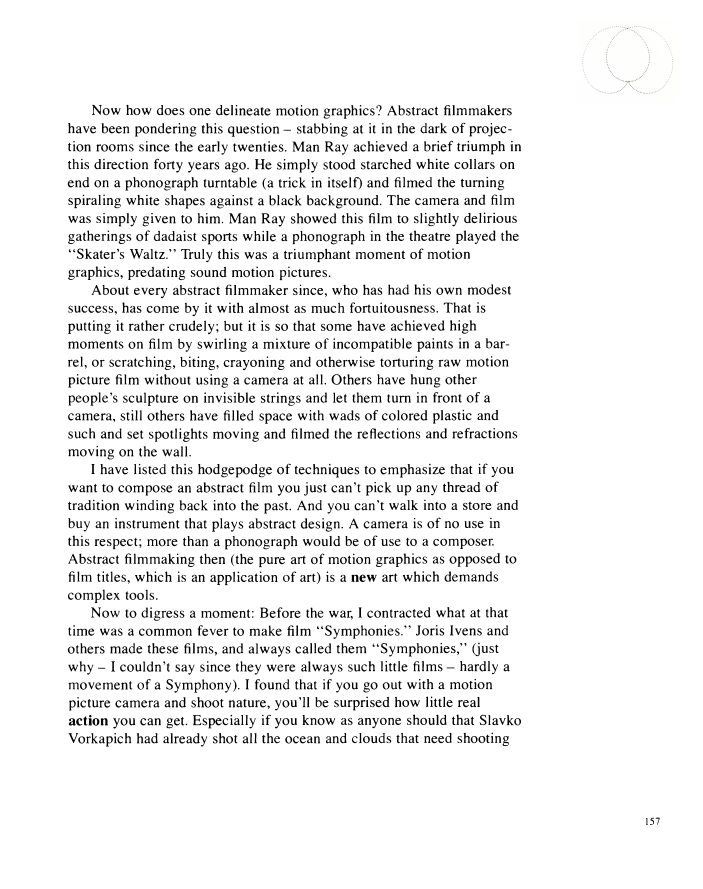 Now how does one delineate motion graphics? Abstract filmmakers
have been pondering this question – stabbing at it in the dark of projec-
tion rooms since the early twenties. Man Ray achieved a brief triumph in
this direction forty years ago. He simply stood starched white collars on
end on a phonograph turntable (a trick in itself) and filmed the turning
spiraling white shapes against a black background. The camera and film
was simply given to him. Man Ray showed this film to slightly delirious
gatherings of dadaist sports while a phonograph in the theatre played the
“Skater’s Waltz.” Truly this was a triumphant moment of motion
graphics, predating sound motion pictures.
About every abstract filmmaker since, who has had his own modest
success, has come by it with almost as much fortuitousness. That is
putting it rather crudely; but it is so that some have achieved high
moments on film by swirling a mixture of incompatible paints in a bar-
rel, or scratching, biting, crayoning and otherwise torturing raw motion
picture film without using a camera at all. Others have hung other
people’s sculpture on invisible strings and let them turn in front of a
camera, still others have filled space with wads of colored plastic and
such and set spotlights moving and filmed the reflections and refractions
moving on the wall.
I have listed this hodgepodge of techniques to emphasize that if you
want to compose an abstract film you just can’t pick up any thread of
tradition winding back into the past. And you can’t walk into a store and
buy an instrument that plays abstract design. A camera is of no use in
this respect; more than a phonograph would be of use to a composer.
Abstract filmmaking then (the pure art of motion graphics as opposed to
film titles, which is an application of art) is a new art which demands
complex tools.
Now to digress a moment: Before the war, I contracted what at that
time was a common fever to make film “Symphonies.” Joris Ivens and
others made these films, and always called them “Symphonies,” (just
why – I couldn’t say since they were always such little films – hardly a
movement of a Symphony). I found that if you go out with a motion
picture camera and shoot nature, you’ll be surprised how little real
action you can get. Especially if you know as anyone should that Slavko
Vorkapich had already shot all the ocean and clouds that need shooting
157